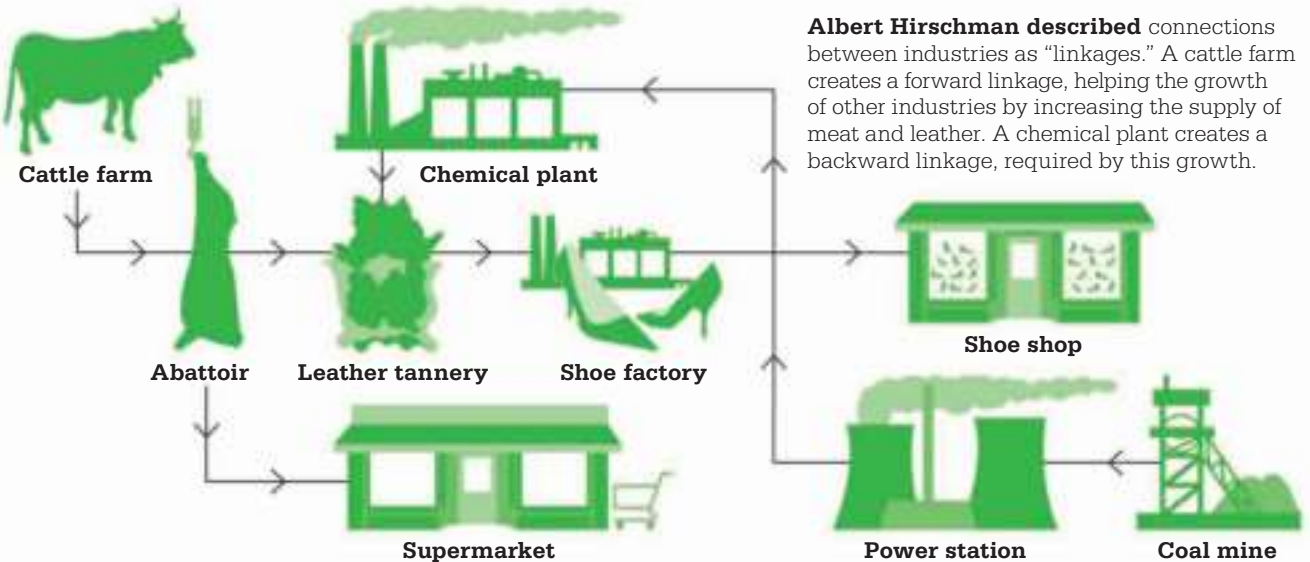 Albert Hirschman described connections
between industries as “linkages.” A cattle farm
creates a forward linkage, helping the growth
of other industries by increasing the supply of
meat and leather. A chemical plant creates a
backward linkage, required by this growth.
Cattle farm
Chemical plant
Abattoir
Leather tannery
Shoe factory
Shoe shop
Supermarket
Power station
Coal mine